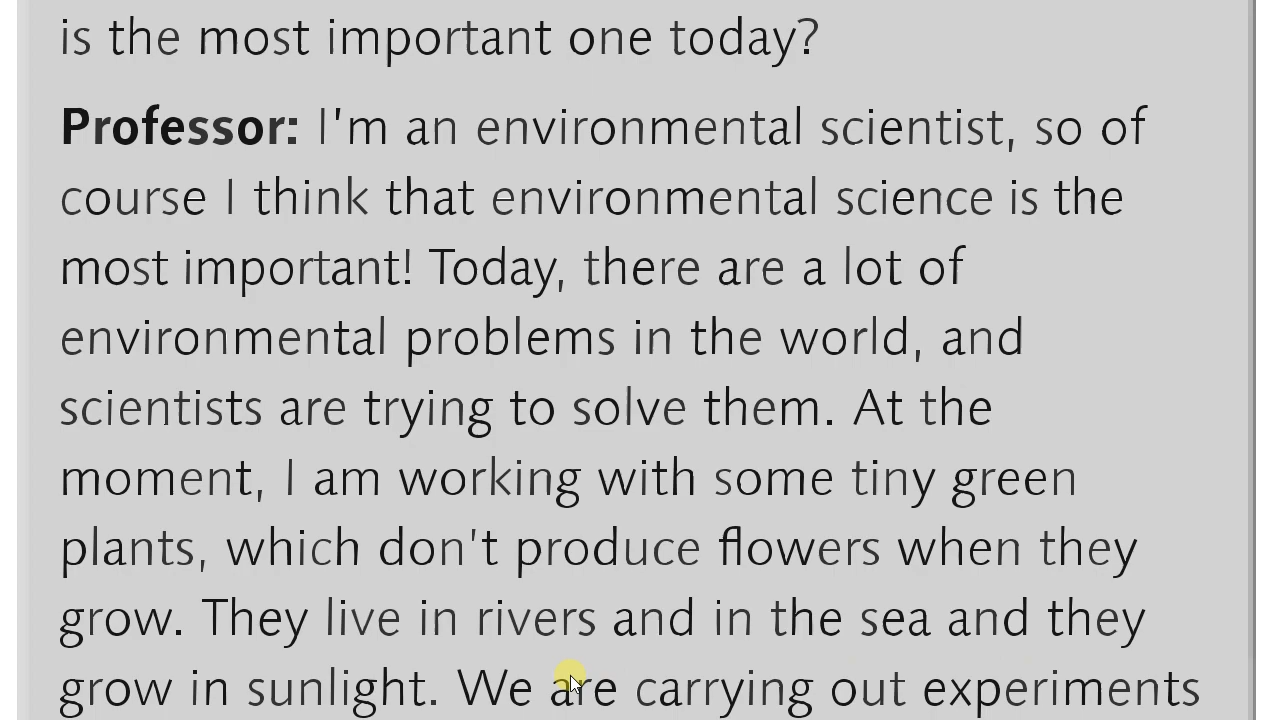 is the most important one today?
Professor: I'm an environmental scientist, so of
course I think that environmental science is the
most important! Today, there are a lot of
environmental problems in the world, and
scientists are trying to solve them. At the
moment, I am working with some tiny green
plants, which don't produce flowers when they
grow. They live in rivers and in the sea and they
grow in sunlight. We are carrying out experiments